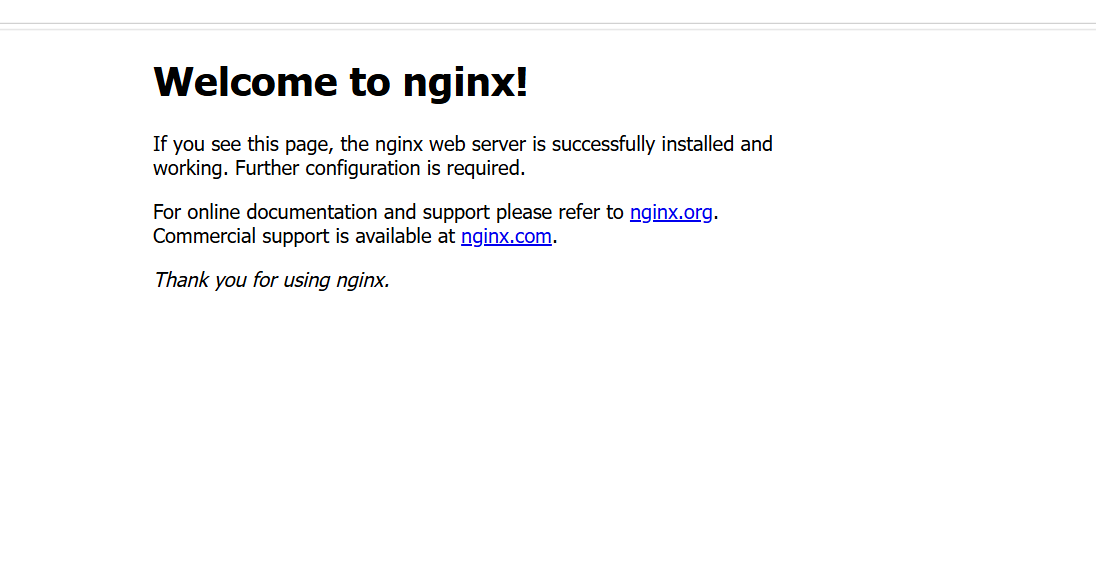 Welcome to nginx!
If you see this page, the nginx web server is successfully installed and
working. Further configuration is required.
For online documentation and support please refer to nginx.org.
Commercial support is available at nginx.com.
Thank you for using nginx.